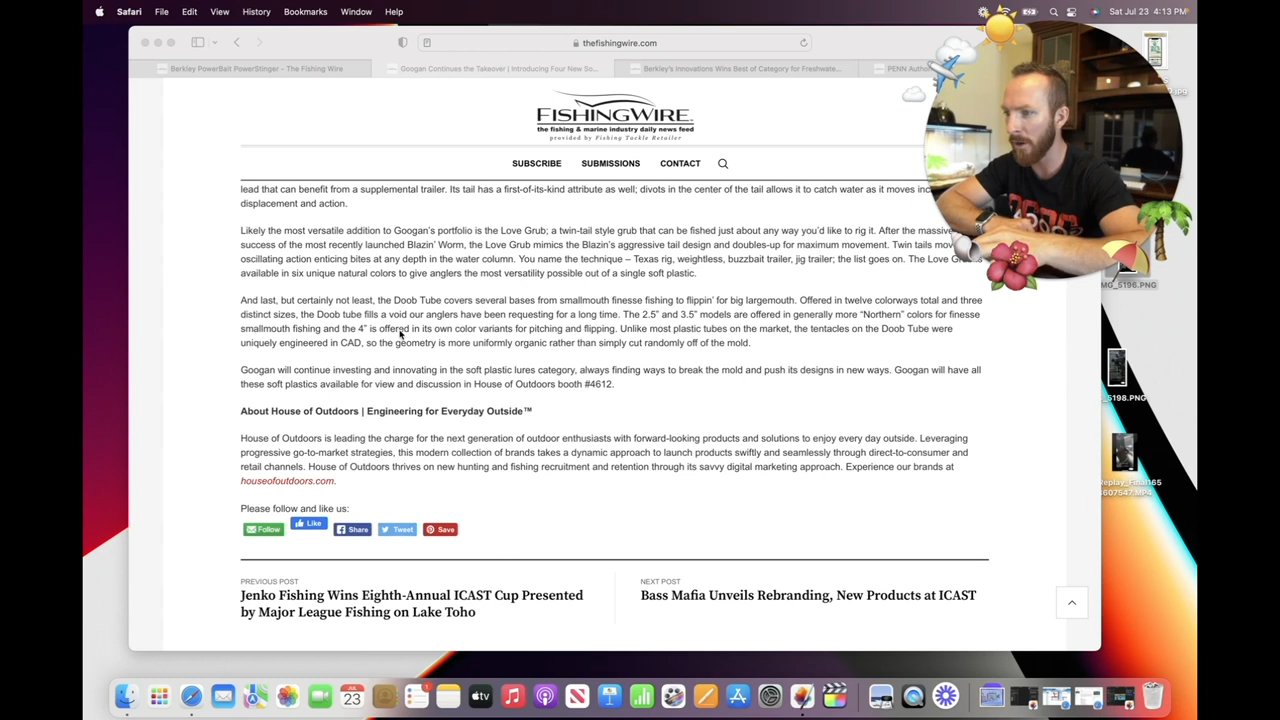 Safari File Edit View History Bookmarks Window Help
Sat Jul 23 4:13 PM
thefishingwire.com
Berkley PowerBait PowerStinger – The Fishing Wire
Googan Continues the Takeover | Introducing Four New So...
Berkley's Innovations Wins Best of Category for Freshwate...
PENN Autho
FISHINGWIRE
the fishing & marine industry daily news feed
provided by Fishing Tackle Retailer
SUBSCRIBE SUBMISSIONS CONTACT
lead that can benefit from a supplemental trailer. Its tail has a first-of-its-kind attribute as well; divots in the center of the tail allows it to catch water as it moves
displacement and action.
Likely the most versatile addition to Googan's portfolio is the Love Grub; a twin-tail style grub that can be fished just about any way you'd like to rig it. After the massive
success of the most recently launched Blazin' Worm, the Love Grub mimics the Blazin's aggressive tail design and doubles-up for maximum movement. Twin tails
oscillating action enticing bites at any depth in the water column. You name the technique – Texas rig, weightless, buzzbait trailer, jig trailer; the list goes on. The Love
available in six unique natural colors to give anglers the most versatility possible out of a single soft plastic.
And last, but certainly not least, the Doob Tube covers several bases from smallmouth finesse fishing to flippin' for big largemouth. Offered in twelve colorways total and three
distinct sizes, the Doob tube fills a void our anglers have been requesting for a long time. The 2.5” and 3.5” models are offered in generally more “Northern” colors for finesse
smallmouth fishing and the 4” is offered in its own color variants for pitching and flipping. Unlike most plastic tubes on the market, the tentacles on the Doob Tube were
uniquely engineered in CAD, so the geometry is more uniformly organic rather than simply cut randomly off of the mold.
Googan will continue investing and innovating in the soft plastic lures category, always finding ways to break the mold and push its designs in new ways. Googan will have all
these soft plastics available for view and discussion in House of Outdoors booth #4612.
About House of Outdoors | Engineering for Everyday Outside™
House of Outdoors is leading the charge for the next generation of outdoor enthusiasts with forward-looking products and solutions to enjoy every day outside. Leveraging
progressive go-to-market strategies, this modern collection of brands takes a dynamic approach to launch products swiftly and seamlessly through direct-to-consumer and
retail channels. House of Outdoors thrives on new hunting and fishing recruitment and retention through its savvy digital marketing approach. Experience our brands at
houseofoutdoors.com.
Please follow and like us:
Follow Like Share Tweet Save
PREVIOUS POST
Jenko Fishing Wins Eighth-Annual ICAST Cup Presented
by Major League Fishing on Lake Toho
NEXT POST
Bass Mafia Unveils Rebranding, New Products at ICAST
MG_5196.PNG
_5198.PNG
eplay_Final165
607547.MP4
JUL
23
tv